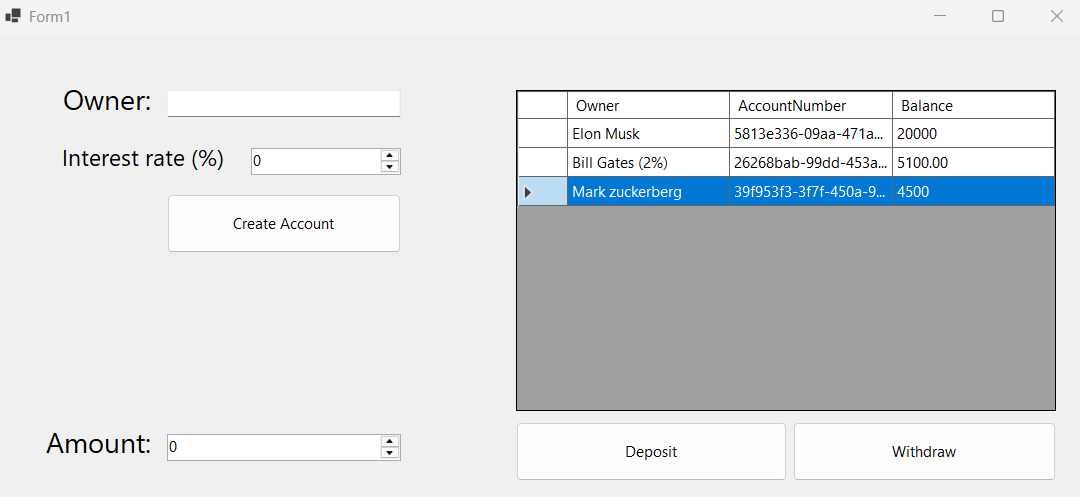 Form1
Owner:
Interest rate (%) 0
Create Account
Owner AccountNumber Balance
Elon Musk 5813e336-09aa-471a... 20000
Bill Gates (2%) 26268bab-99dd-453a... 5100.00
Mark zuckerberg 39f953f3-3f7f-450a-9... 4500
Amount: 0
Deposit Withdraw